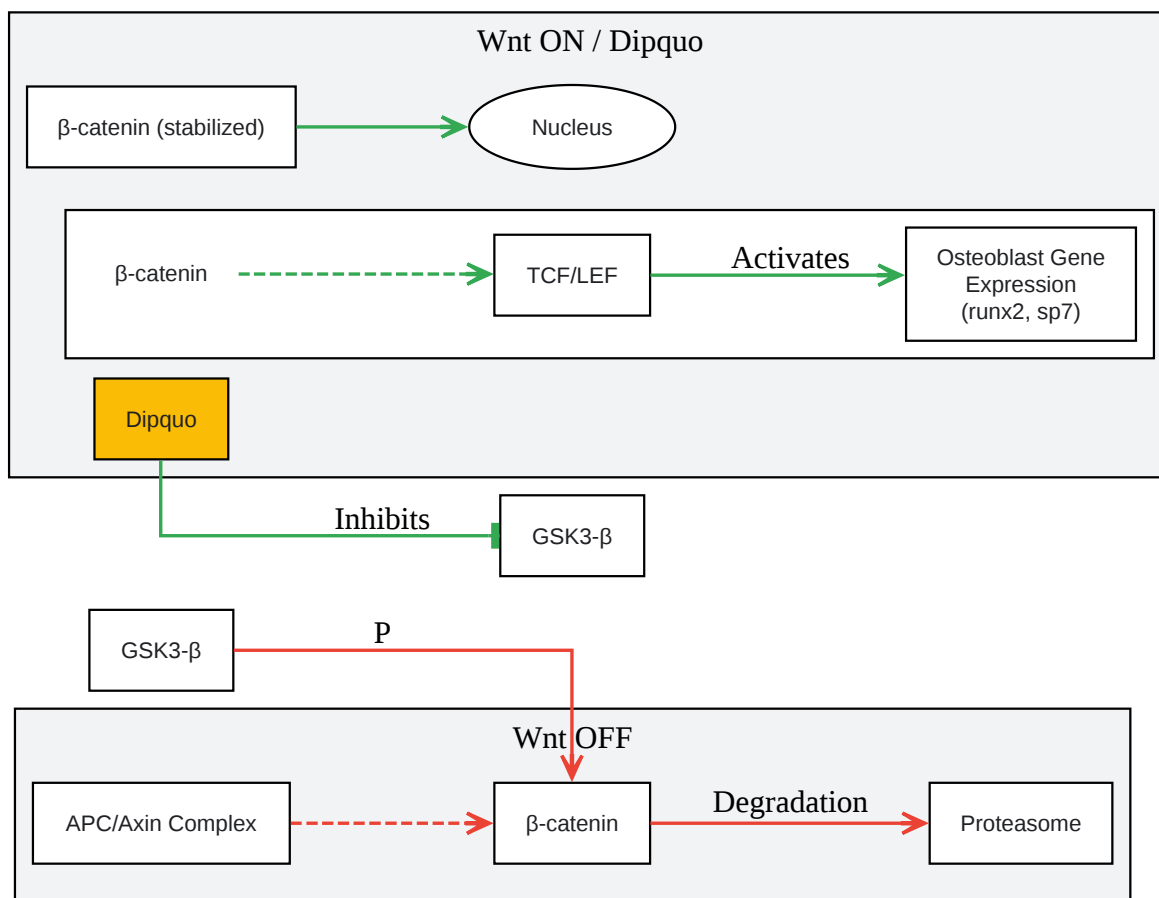 Wnt ON / Dipquo
β-catenin (stabilized)
Nucleus
β-catenin
TCF/LEF
Activates
Osteoblast Gene
Expression
(runx2, sp7)
Dipquo
Inhibits
GSK3-β
GSK3-β
P
Wnt OFF
APC/Axin Complex
β-catenin
Degradation
Proteasome